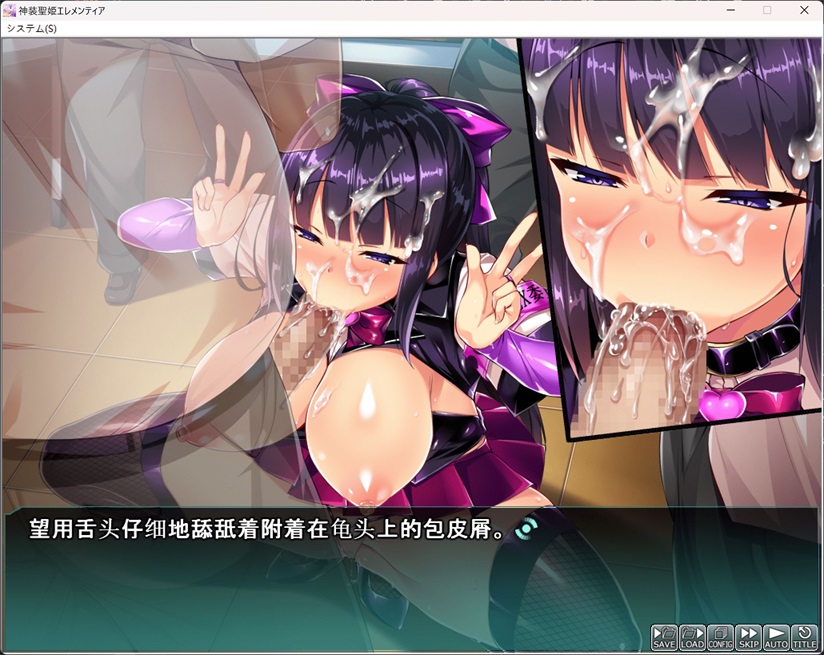 神装聖姫エレメンティア
システム(S)
委
望用舌头仔细地舔舐着附着在龟头上的包皮屑。
SAVE LOAD CONFIG SKIP AUTO TITLE